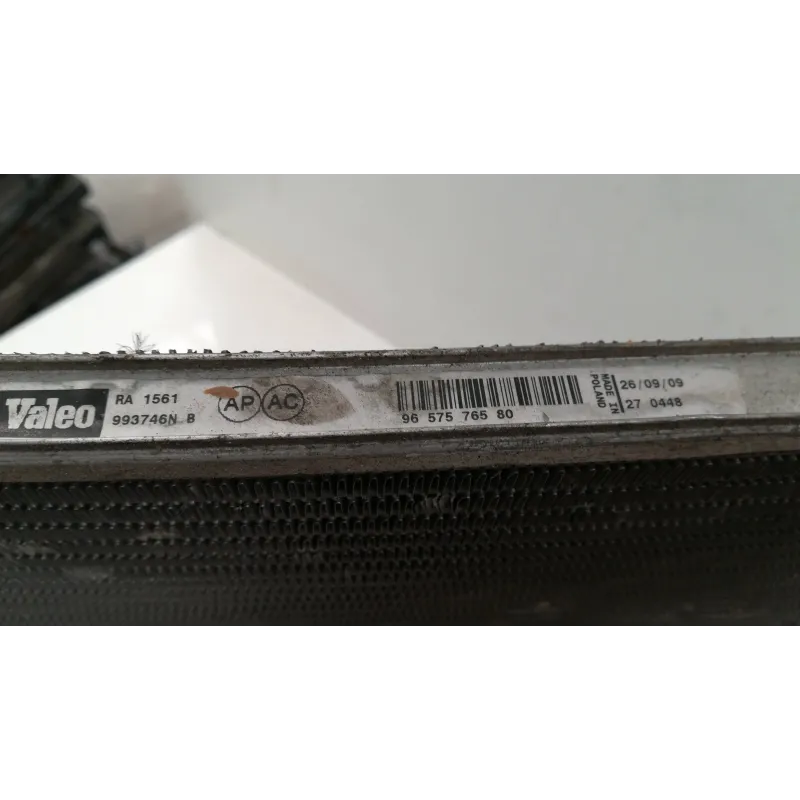 Valeo
RA 1561
993746N B
AP AC
96 575 765 80
MADE IN
POLAND
26/09/09
27 0448